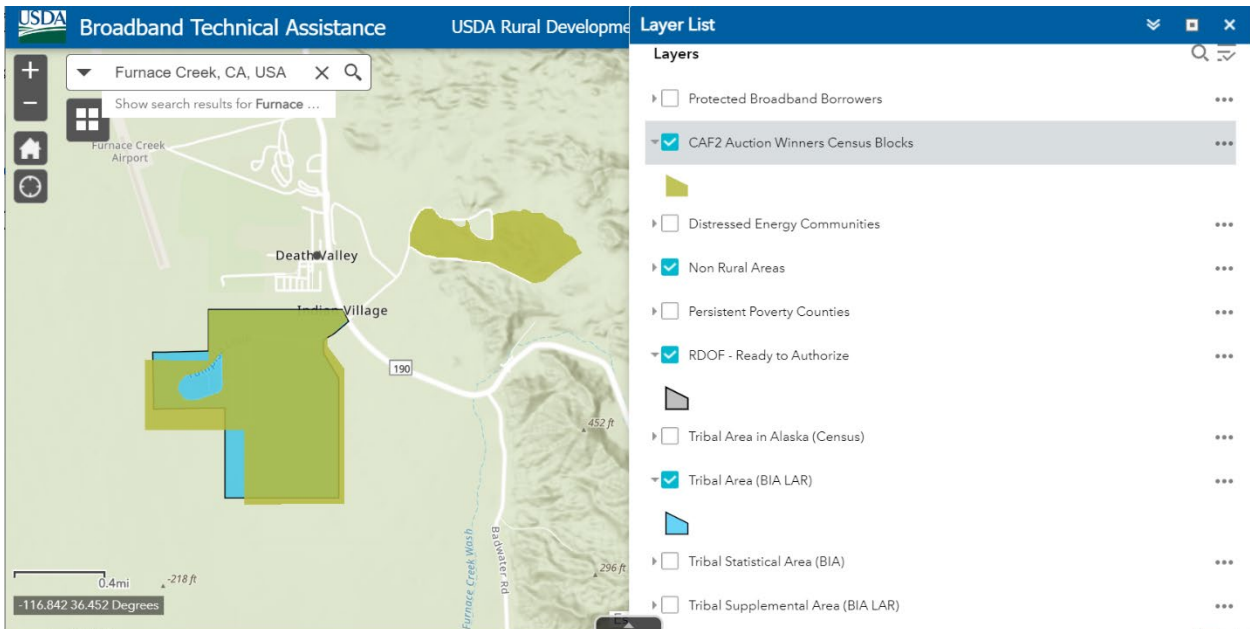 USDA
Broadband Technical Assistance
USDA Rural Developme
Furnace Creek, CA, USA
Show search results for Furnace ...
Furnace Creek
Airport
Death Valley
Indian Village
190
452 ft
Furnace Creek Wash
Badwater Rd
296 ft
0.4mi
-218 ft
-116.842 36.452 Degrees
Es
Layer List
Layers
Protected Broadband Borrowers
CAF2 Auction Winners Census Blocks
Distressed Energy Communities
Non Rural Areas
Persistent Poverty Counties
RDOF - Ready to Authorize
Tribal Area in Alaska (Census)
Tribal Area (BIA LAR)
Tribal Statistical Area (BIA)
Tribal Supplemental Area (BIA LAR)